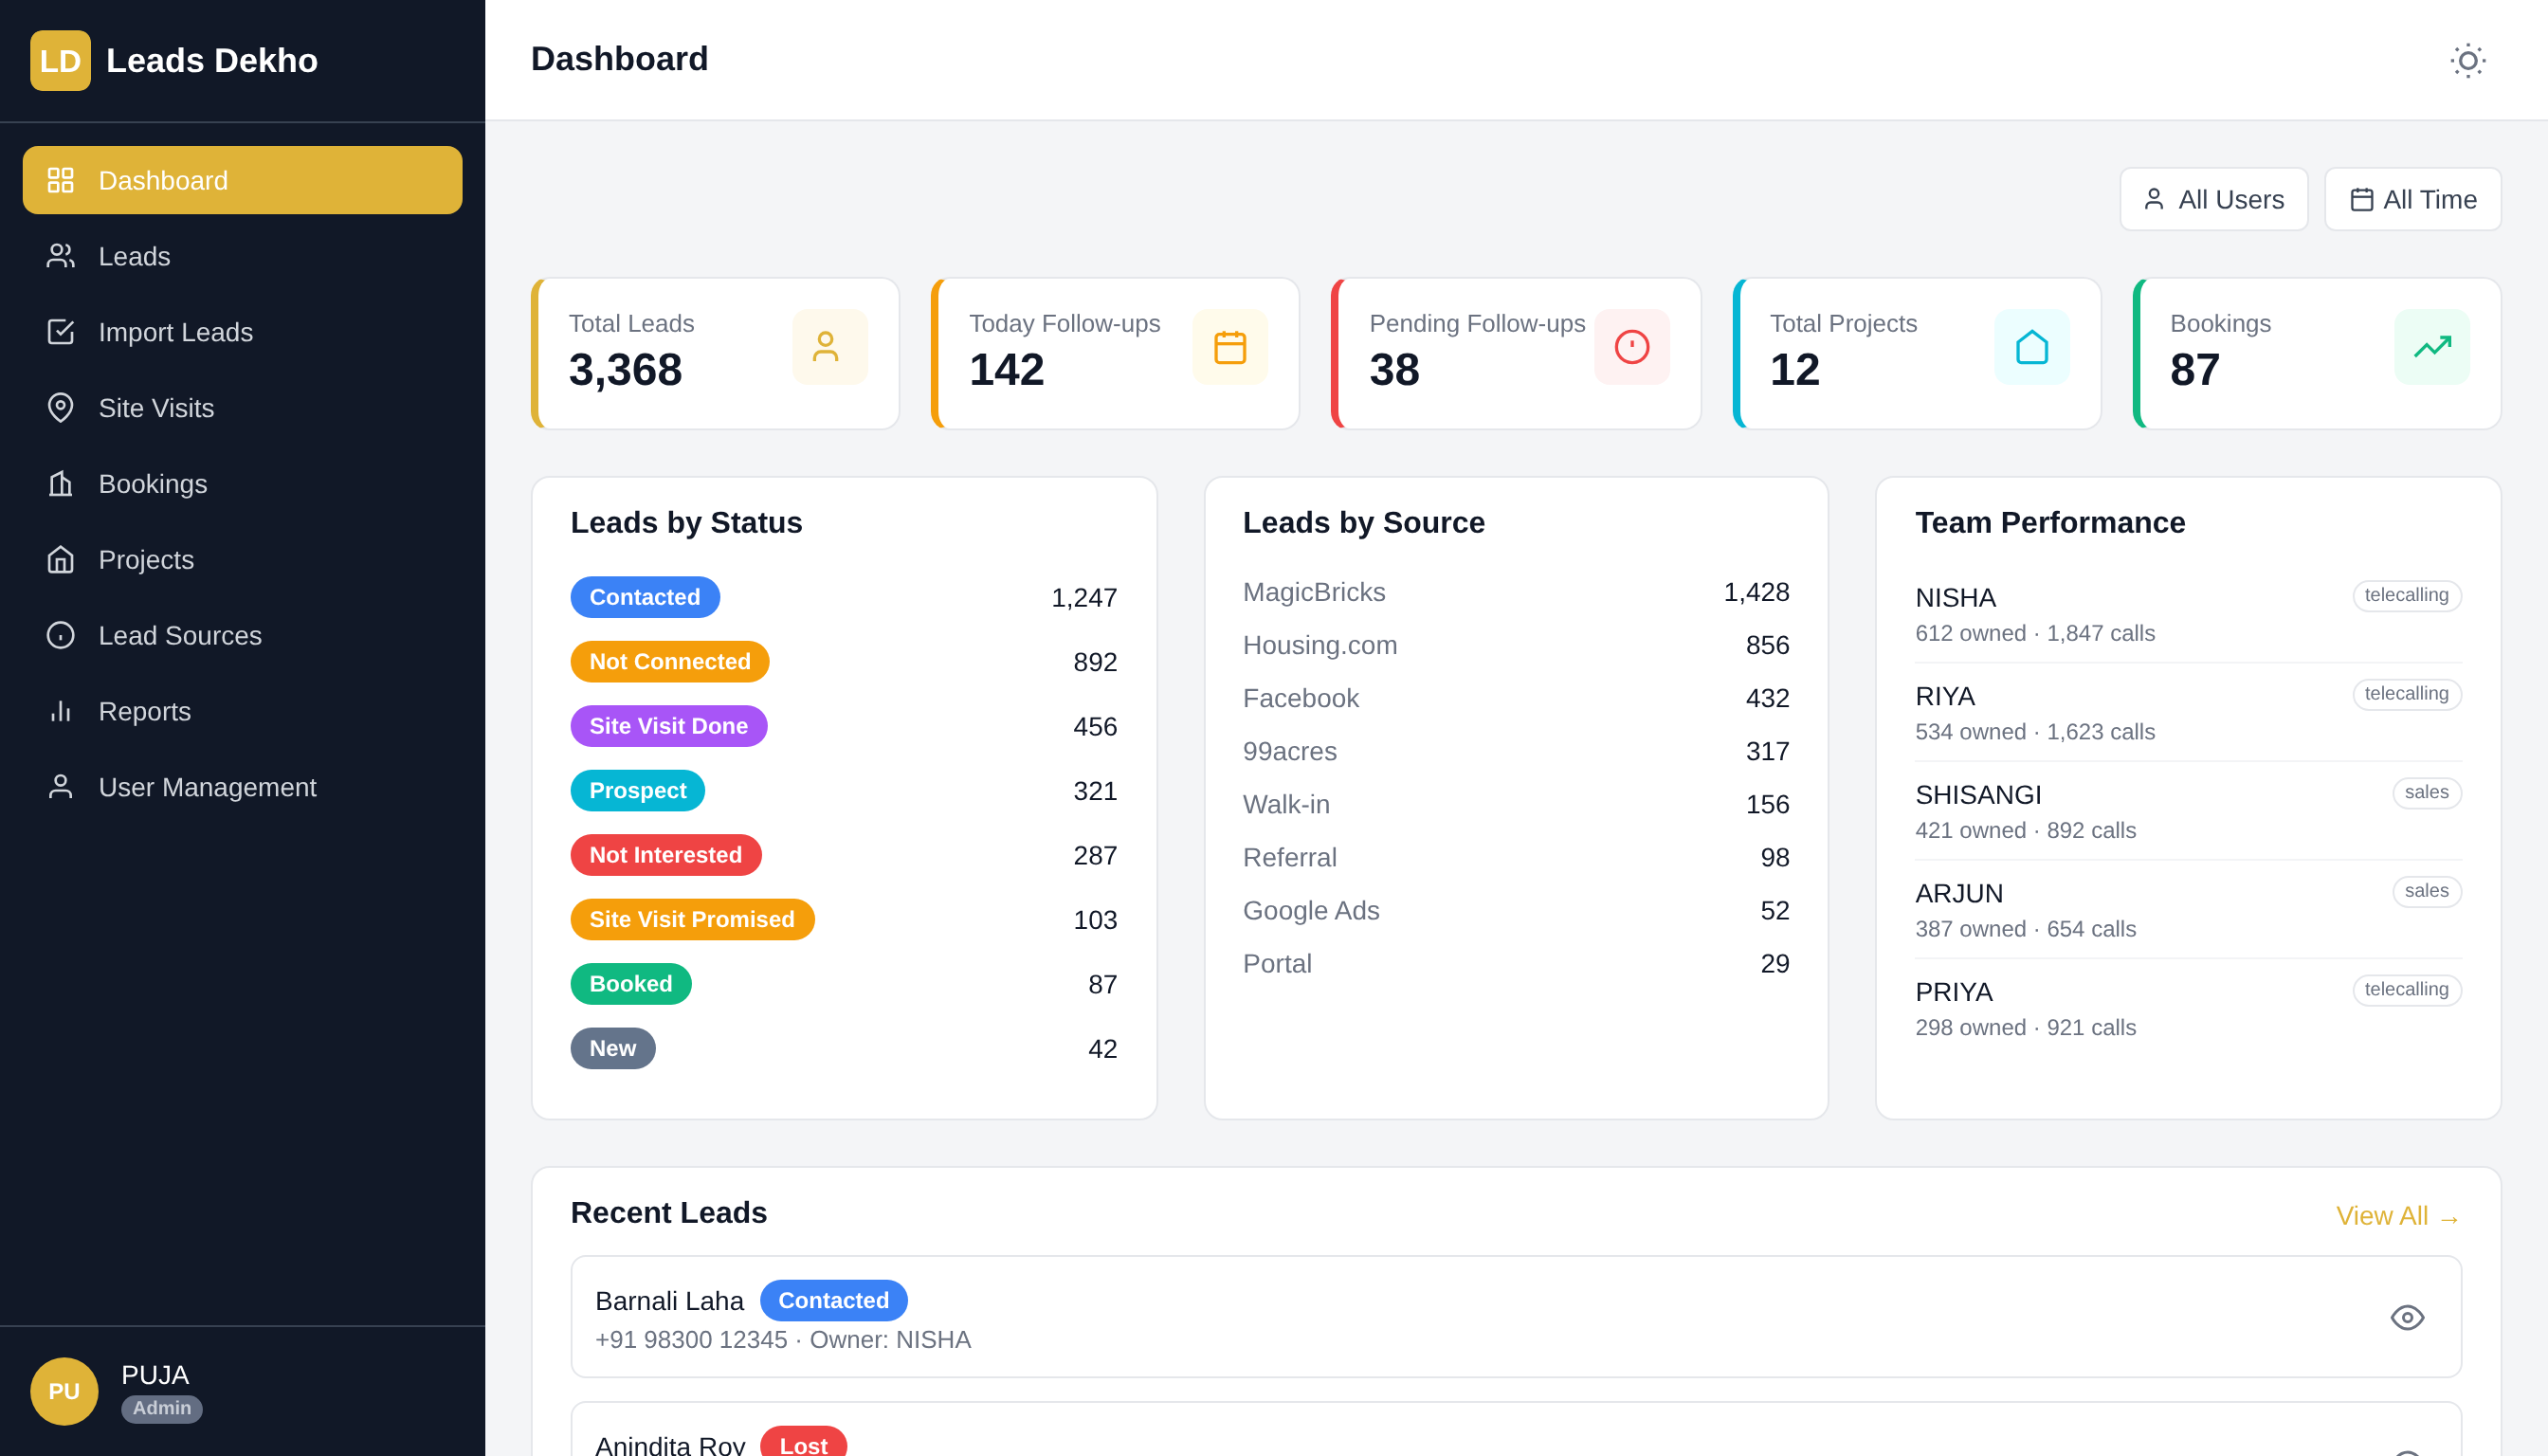 LD Leads Dekho
Dashboard
Leads
Import Leads
Site Visits
Bookings
Projects
Lead Sources
Reports
User Management
PU
PUJA
Admin
Dashboard
All Users
All Time
Total Leads
3,368
Today Follow-ups
142
Pending Follow-ups
38
Total Projects
12
Bookings
87
Leads by Status
Contacted 1,247
Not Connected 892
Site Visit Done 456
Prospect 321
Not Interested 287
Site Visit Promised 103
Booked 87
New 42
Leads by Source
MagicBricks 1,428
Housing.com 856
Facebook 432
99acres 317
Walk-in 156
Referral 98
Google Ads 52
Portal 29
Team Performance
NISHA telecalling
612 owned · 1,847 calls
RIYA telecalling
534 owned · 1,623 calls
SHISANGI sales
421 owned · 892 calls
ARJUN sales
387 owned · 654 calls
PRIYA telecalling
298 owned · 921 calls
Recent Leads
View All →
Barnali Laha Contacted
+91 98300 12345 · Owner: NISHA
Anindita Roy Lost